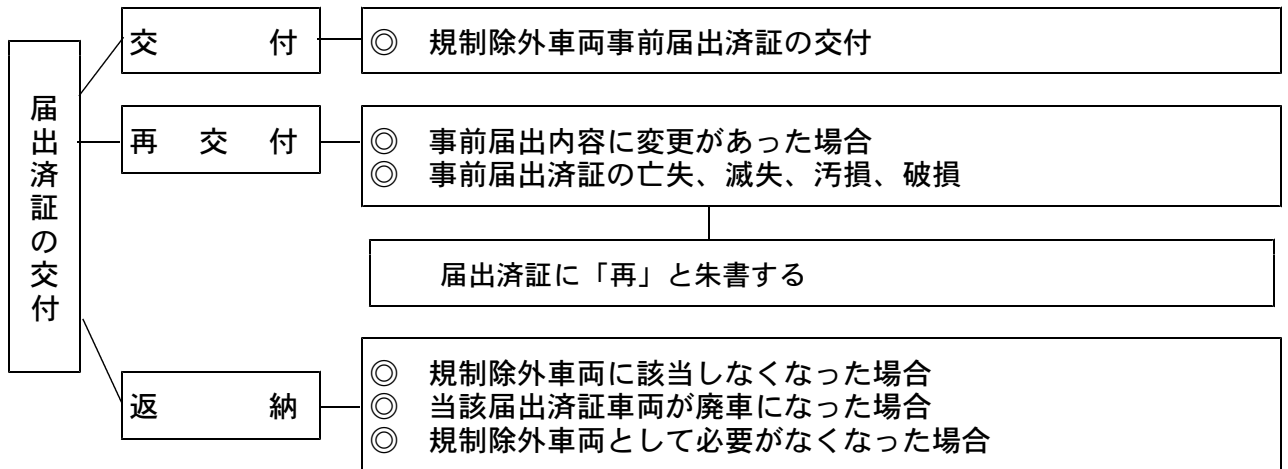 届出済証の交付
交付
◎ 規制除外車両事前届出済証の交付
再交付
◎ 事前届出内容に変更があった場合
◎ 事前届出済証の亡失、滅失、汚損、破損
届出済証に「再」と朱書する
返納
◎ 規制除外車両に該当しなくなった場合
◎ 当該届出済証車両が廃車になった場合
◎ 規制除外車両として必要がなくなった場合